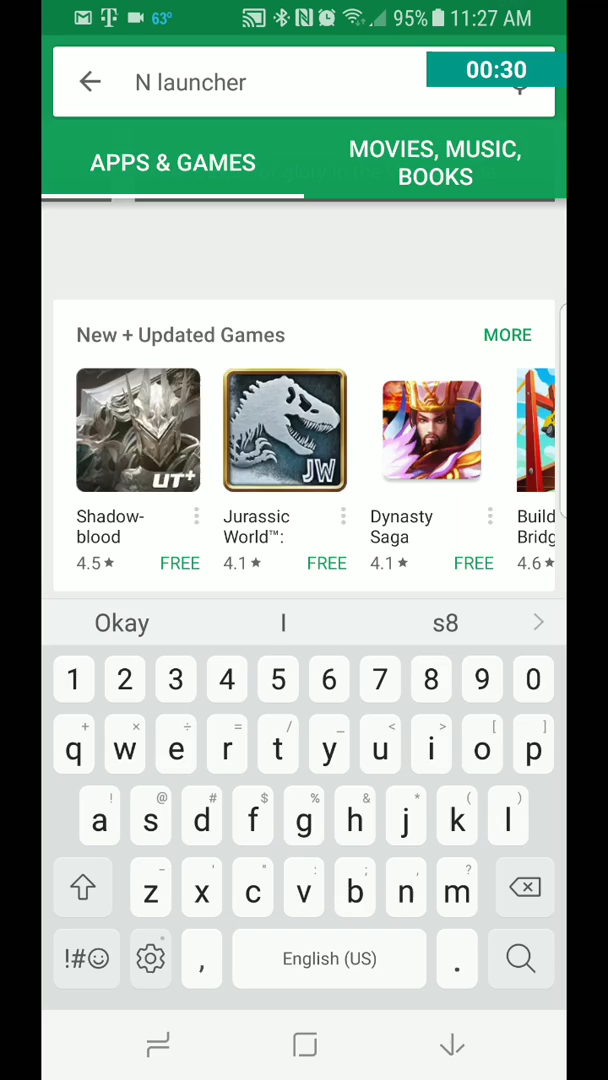 63° 95% 11:27 AM
N launcher
00:30
APPS & GAMES
MOVIES, MUSIC,
BOOKS
New + Updated Games
MORE
UT+
JW
Shadow-
blood
4.5★ FREE
Jurassic
World™:
4.1★ FREE
Dynasty
Saga
4.1★ FREE
Build
Bridg
4.6★
Okay I s8
1 2 3 4 5 6 7 8 9 0
+ × ÷ = / _ < > [ ]
q w e r t y u i o p
! @ # $ % & * ( )
a s d f g h j k l
- ' " : ; , ?
z x c v b n m
!#☺ , English (US) .